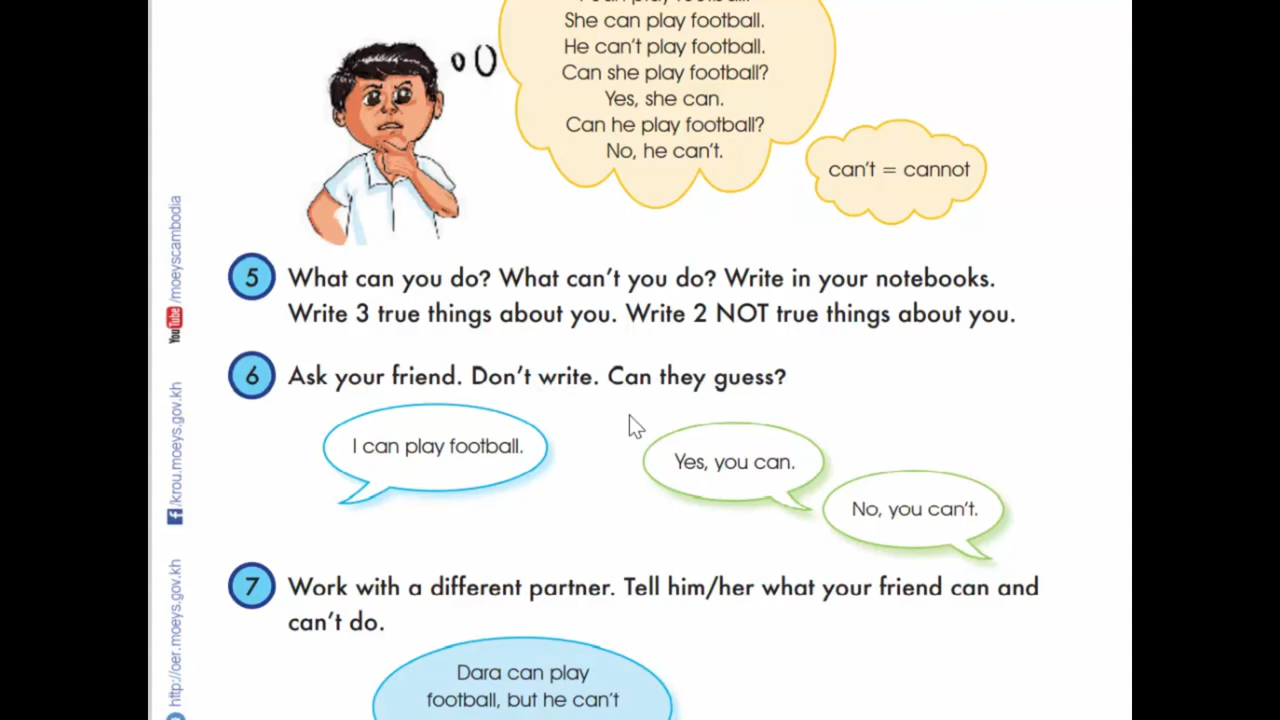 I can play football.
She can play football.
He can't play football.
Can she play football?
Yes, she can.
Can he play football?
No, he can't.
can't = cannot
5 What can you do? What can't you do? Write in your notebooks.
Write 3 true things about you. Write 2 NOT true things about you.
6 Ask your friend. Don't write. Can they guess?
I can play football.
Yes, you can.
No, you can't.
7 Work with a different partner. Tell him/her what your friend can and
can't do.
Dara can play
football, but he can't
YouTube /moeyscambodia
f /krou.moeys.gov.kh
http://oer.moeys.gov.kh